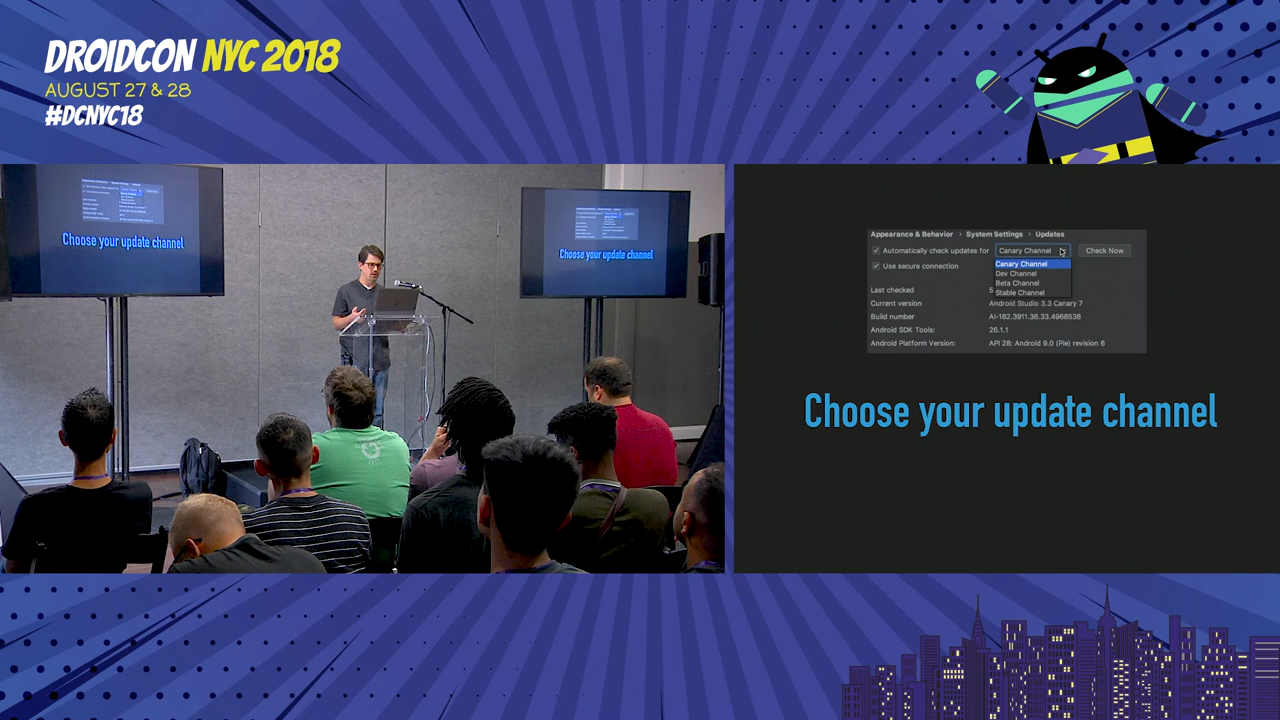 DROIDCON NYC 2018
AUGUST 27 & 28
#DCNYC18
Choose your update channel
Choose your update channel
Appearance & Behavior › System Settings › Updates
Automatically check updates for Canary Channel Check Now
Use secure connection
Canary Channel
Dev Channel
Beta Channel
Stable Channel
Last checked 5
Current version Android Studio 3.3 Canary 7
Build number AI-182.3911.36.33.4968538
Android SDK Tools: 26.1.1
Android Platform Version: API 28: Android 9.0 (Pie) revision 6
Choose your update channel